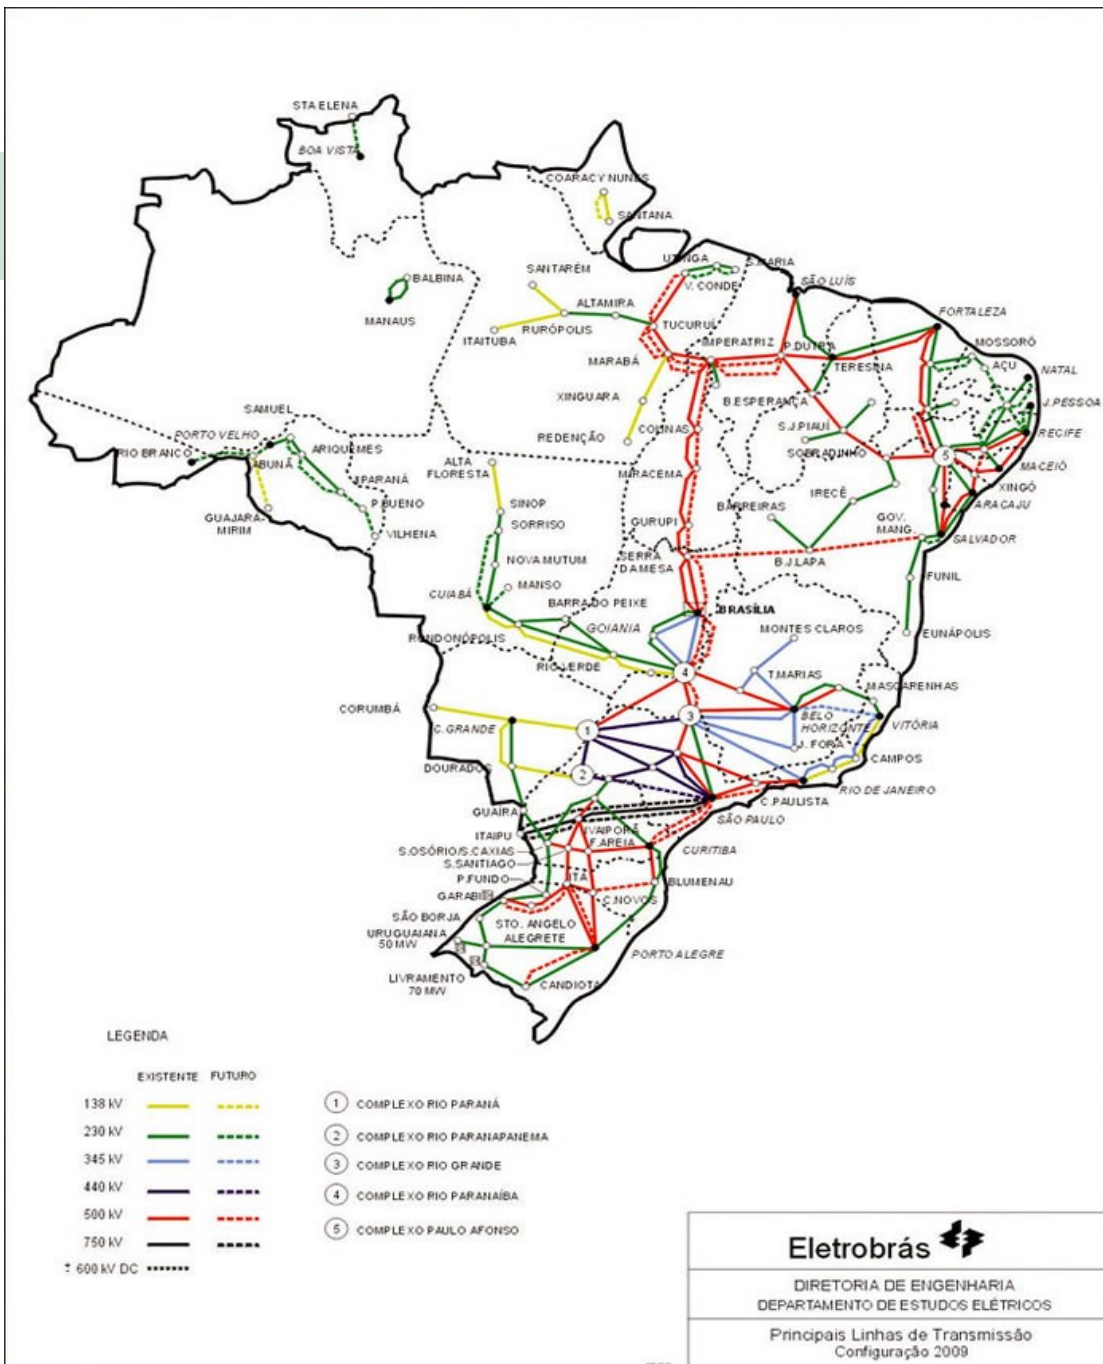 STA ELENA
BOA VISTA
COARACY NUNES
SANTANA
BALBINA
MANAUS
SANTARÉM
ALTAMIRA
RURÓPOLIS
ITAITUBA
UTINGA
S.MARIA
V. CONDE
SÃO LUÍS
TUCURUÍ
FORTALEZA
IMPERATRIZ
P.DUTRA
MARABÁ
TERESINA
MOSSORÓ
AÇU
NATAL
XINGUARA
B.ESPERANÇA
J.PESSOA
REDENÇÃO
COLINAS
S.J.PIAUÍ
RECIFE
SAMUEL
PORTO VELHO
RIO BRANCO
ABUNÃ
ARIQUEMES
JIPARANÁ
P.BUENO
GUAJARA-
MIRIM
VILHENA
ALTA
FLORESTA
SINOP
SORRISO
NOVA MUTUM
MANSO
CUIABÁ
MIRACEMA
SOBRADINHO
MACEIÓ
XINGÓ
ARACAJU
IRECÊ
BARREIRAS
GURUPI
GOV.
MANG.
SALVADOR
SERRA
DAMESA
B.J.LAPA
FUNIL
EUNÁPOLIS
BARRA DO PEIXE
BRASÍLIA
GOIANIA
RONDONÓPOLIS
RIO VERDE
4
5
MONTES CLAROS
T.MARIAS
MASCARENHAS
CORUMBÁ
C.GRANDE
1
3
BELO
HORIZONTE
VITÓRIA
J. FORA
CAMPOS
DOURADOS
2
RIO DE JANEIRO
C.PAULISTA
SÃO PAULO
GUAIRA
ITAIPU
IVAIPORÃ
F.AREIA
S.OSÓRIO/S.CAXIAS
S.SANTIAGO
CURITIBA
P.FUNDO
ITÁ
BLUMENAU
GARABI
C.NOVOS
SÃO BORJA
STO. ANGELO
ALEGRETE
URUGUAIANA
50 MW
PORTO ALEGRE
LIVRAMENTO
70 MW
CANDIOTA
LEGENDA
EXISTENTE FUTURO
138 kV
230 kV
345 kV
440 kV
500 kV
750 kV
± 600 kV DC
1 COMPLEXO RIO PARANÁ
2 COMPLEXO RIO PARANAPANEMA
3 COMPLEXO RIO GRANDE
4 COMPLEXO RIO PARANAÍBA
5 COMPLEXO PAULO AFONSO
Eletrobrás
DIRETORIA DE ENGENHARIA
DEPARTAMENTO DE ESTUDOS ELÉTRICOS
Principais Linhas de Transmissão
Configuração 2009